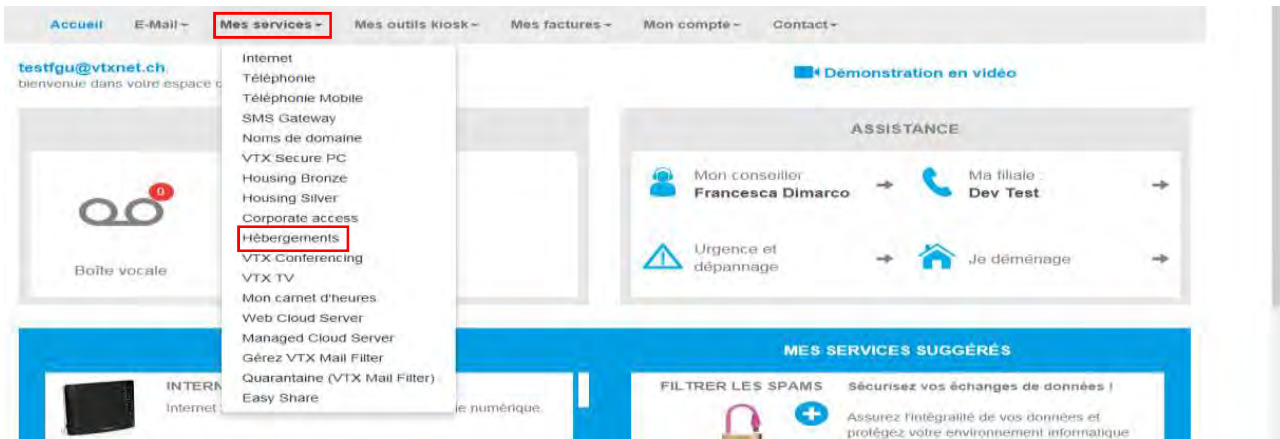 Accueil E-Mail Mes services Mes outils kiosk Mes factures Mon compte Contact
testfgu@vtxnet.ch,
bienvenue dans votre espace
Démonstration en vidéo
Internet
Téléphonie
Téléphonie Mobile
SMS Gateway
Noms de domaine
VTX Secure PC
Housing Bronze
Housing Silver
Corporate access
Hébergements
VTX Conferencing
VTX TV
Mon carnet d'heures
Web Cloud Server
Managed Cloud Server
Gérez VTX Mail Filter
Quarantaine (VTX Mail Filter)
Easy Share
0
Boîte vocale
ASSISTANCE
Mon conseiller
Francesca Dimarco
Ma filiale :
Dev Test
Urgence et
dépannage
Je déménage
INTERN
Internet
ie numérique.
MES SERVICES SUGGÉRÉS
FILTRER LES SPAMS
Sécurisez vos échanges de données !
Assurez l'intégralité de vos données et
protégez votre environnement informatique